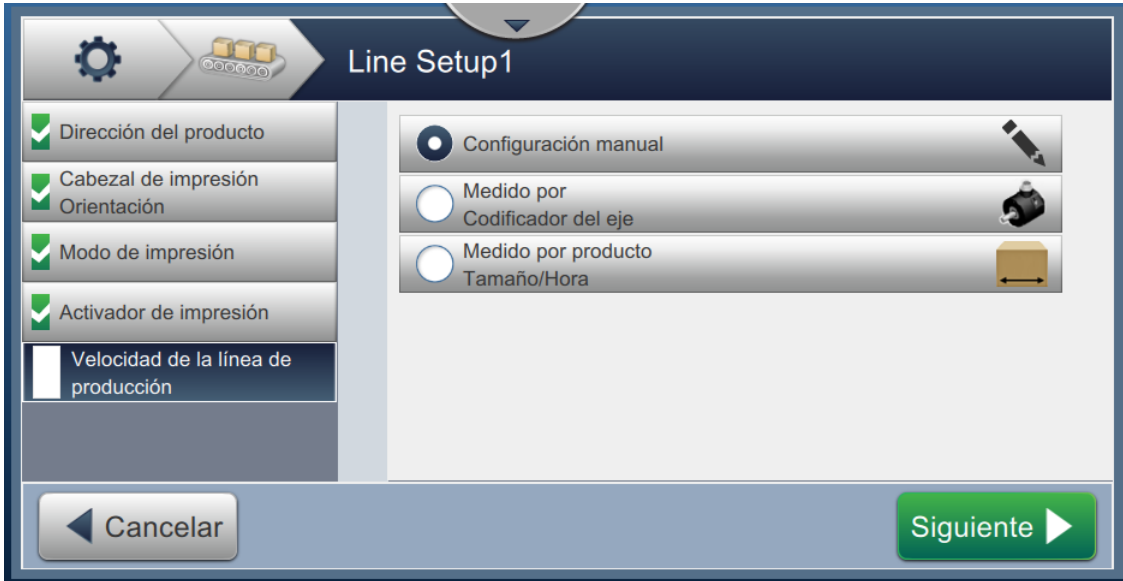 Line Setup1
Dirección del producto
Cabezal de impresión
Orientación
Modo de impresión
Activador de impresión
Velocidad de la línea de
producción
Configuración manual
Medido por
Codificador del eje
Medido por producto
Tamaño/Hora
Cancelar
Siguiente